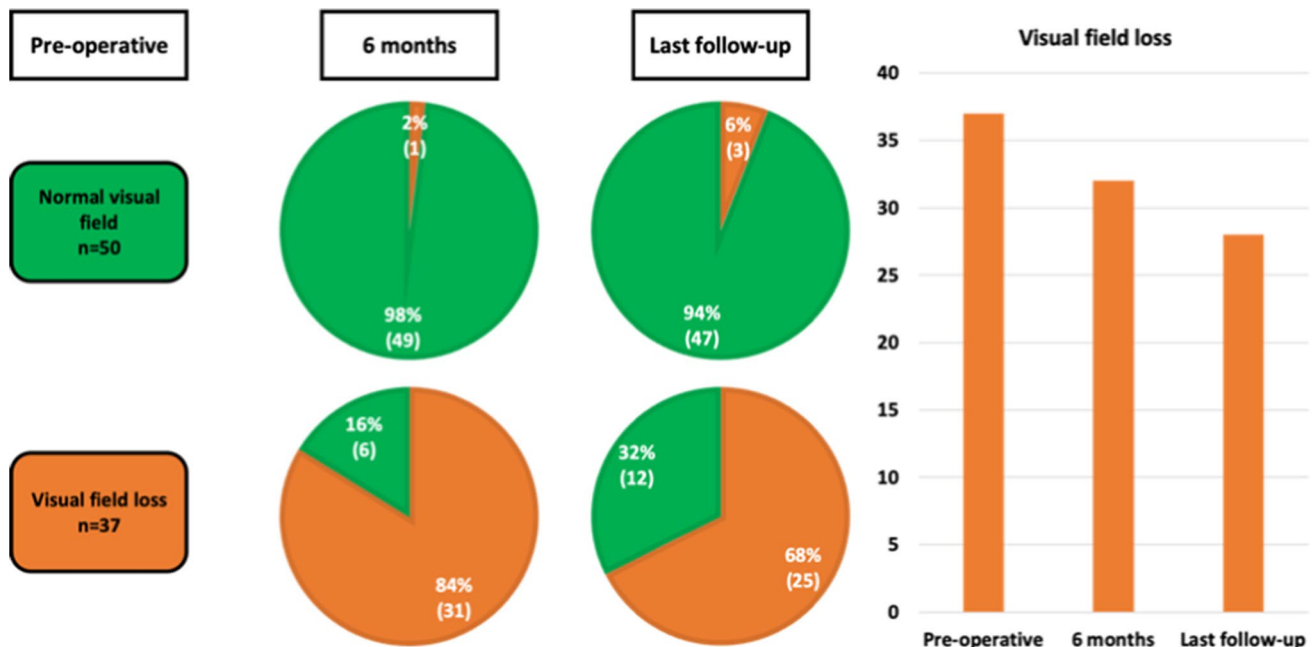 Pre-operative
6 months
Last follow-up
Normal visual
field
n=50
2%
(1)
98%
(49)
6%
(3)
94%
(47)
Visual field loss
n=37
16%
(6)
84%
(31)
32%
(12)
68%
(25)
Visual field loss
40
35
30
25
20
15
10
5
0
Pre-operative
6 months
Last follow-up